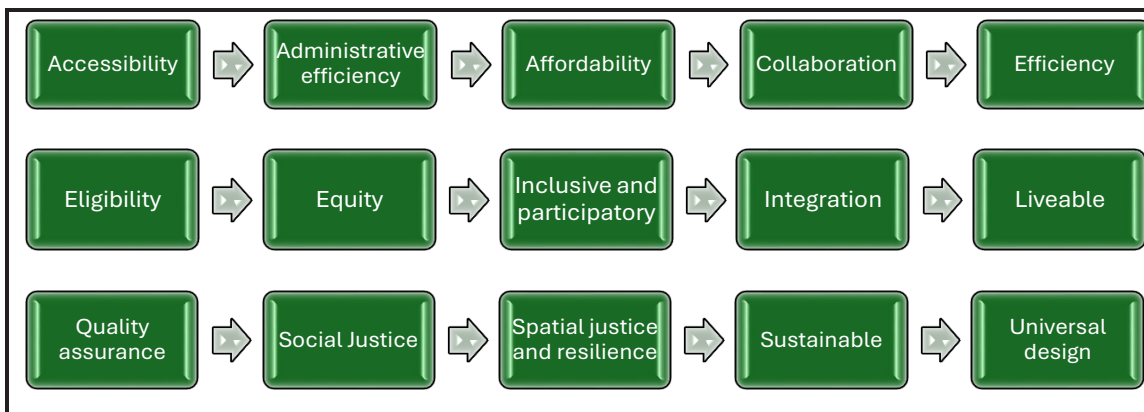 Accessibility
Administrative
efficiency
Affordability
Collaboration
Efficiency
Eligibility
Equity
Inclusive and
participatory
Integration
Liveable
Quality
assurance
Social Justice
Spatial justice
and resilience
Sustainable
Universal
design